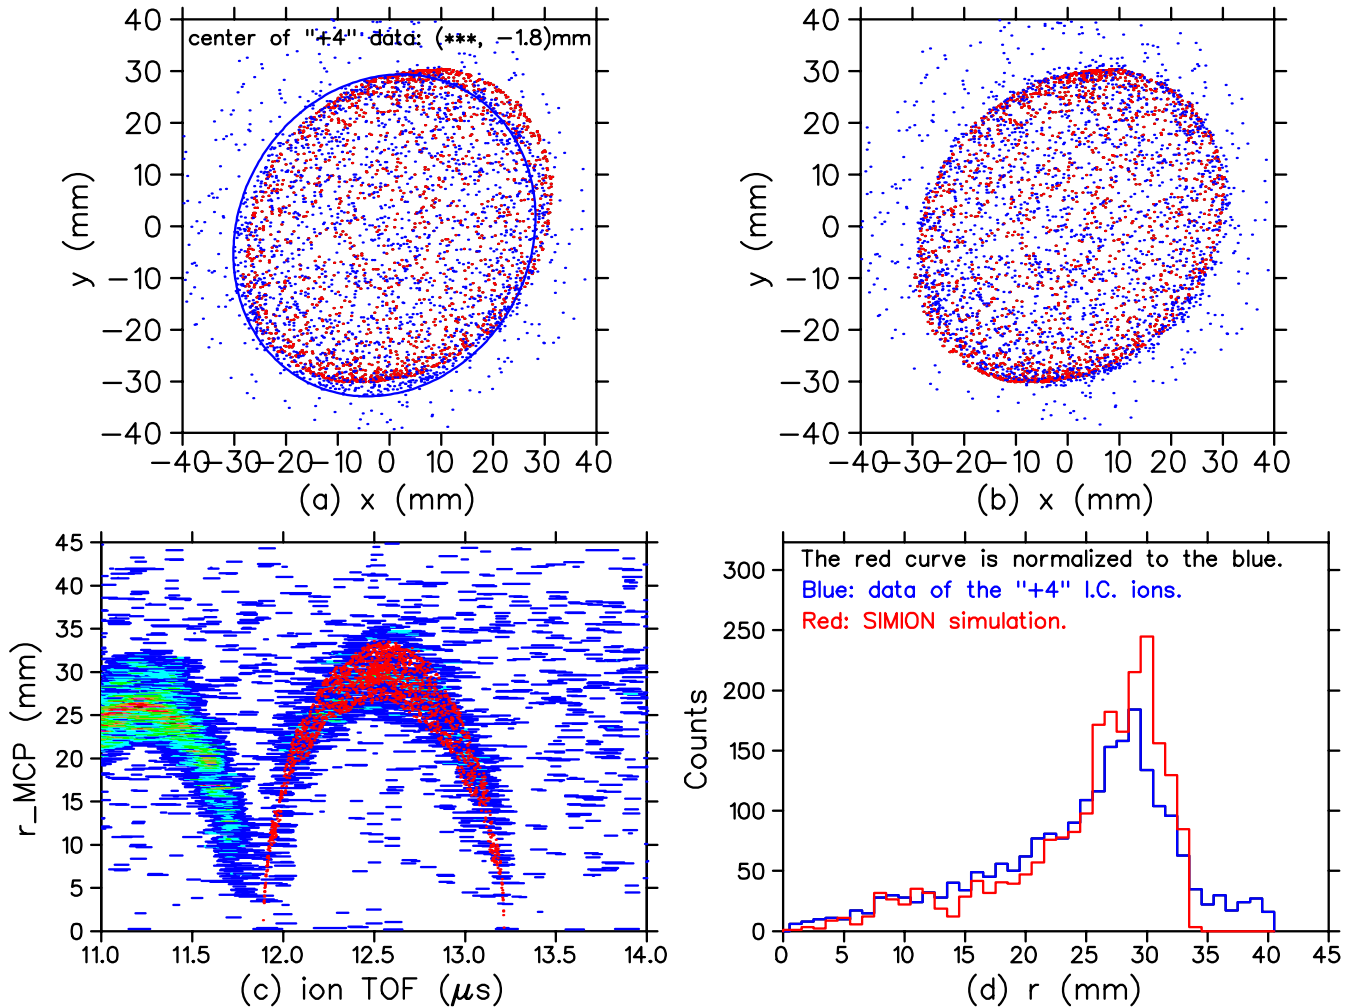 center of "+4" data: (***, −1.8)mm
40
30
20
10
0
−10
−20
−30
−40
y (mm)
−40−30−20−10 0 10 20 30 40
(a) x (mm)
40
30
20
10
0
−10
−20
−30
−40
y (mm)
−40−30−20−10 0 10 20 30 40
(b) x (mm)
45
40
35
30
25
20
15
10
5
0
r_MCP (mm)
11.0 11.5 12.0 12.5 13.0 13.5 14.0
(c) ion TOF (μs)
The red curve is normalized to the blue.
Blue: data of the "+4" I.C. ions.
Red: SIMION simulation.
300
250
200
150
100
50
0
Counts
0 5 10 15 20 25 30 35 40 45
(d) r (mm)